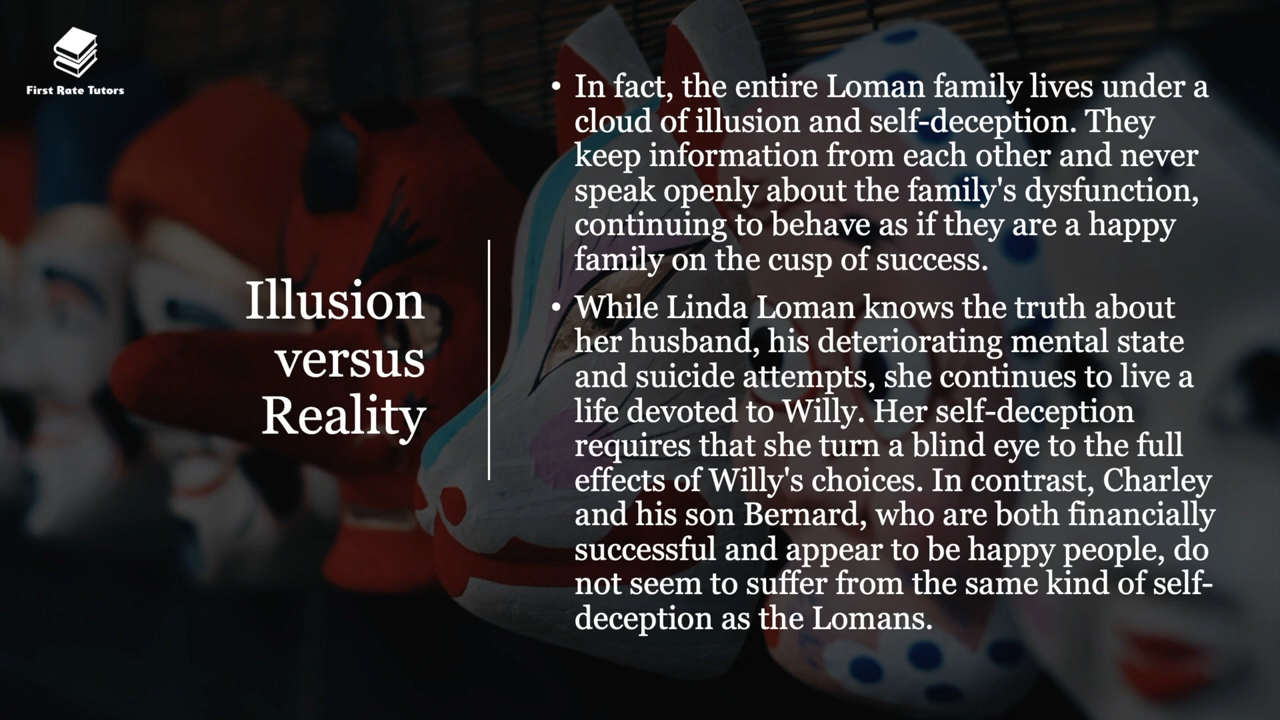 First Rate Tutors
Illusion
versus
Reality
• In fact, the entire Loman family lives under a
cloud of illusion and self-deception. They
keep information from each other and never
speak openly about the family's dysfunction,
continuing to behave as if they are a happy
family on the cusp of success.
• While Linda Loman knows the truth about
her husband, his deteriorating mental state
and suicide attempts, she continues to live a
life devoted to Willy. Her self-deception
requires that she turn a blind eye to the full
effects of Willy's choices. In contrast, Charley
and his son Bernard, who are both financially
successful and appear to be happy people, do
not seem to suffer from the same kind of self-
deception as the Lomans.